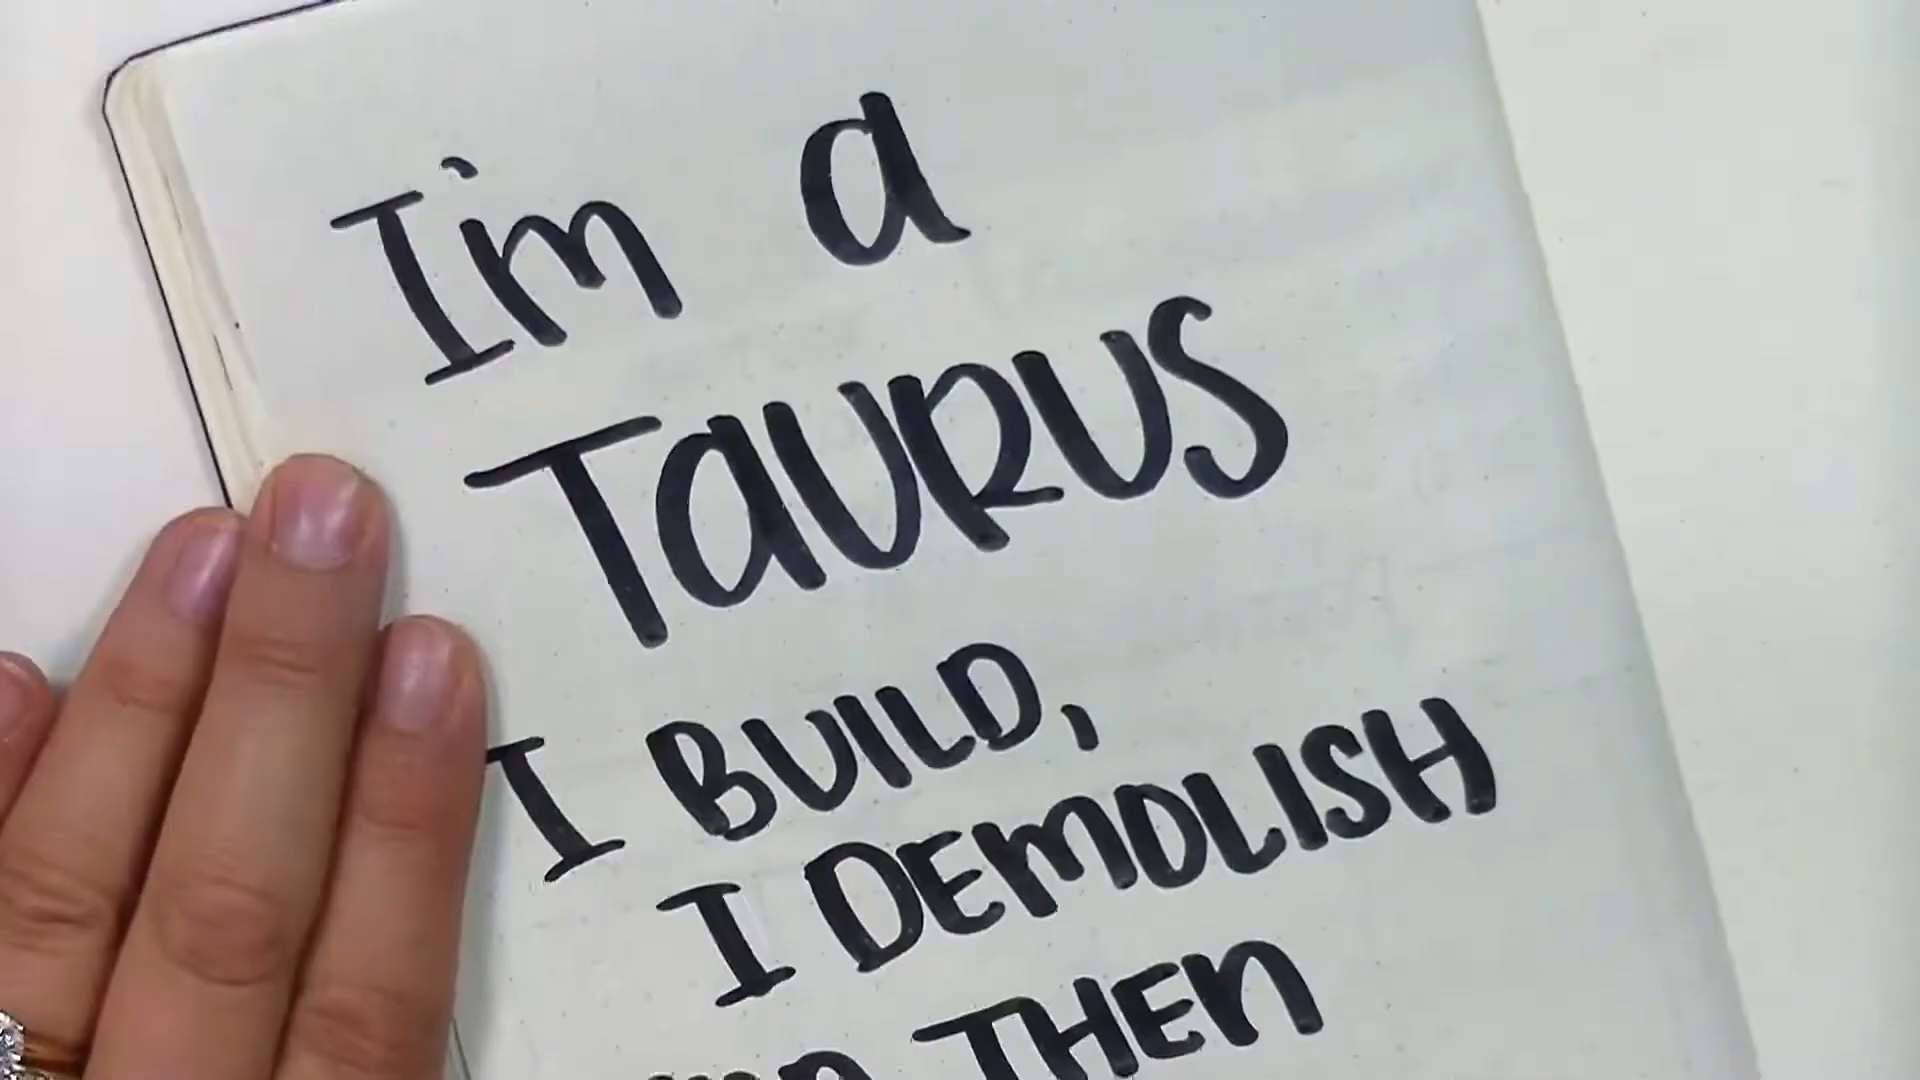 I'm a
TaURUS
I BUILD,
I DEMOLISH
THEN